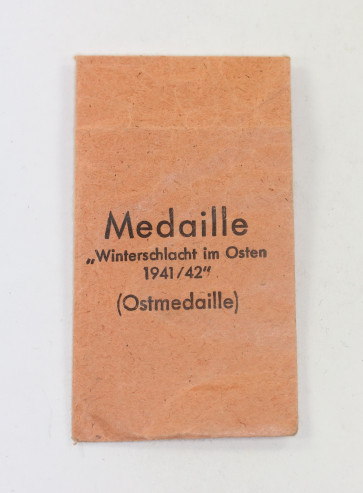 Medaille
„Winterschlacht im Osten
1941/42“
(Ostmedaille)